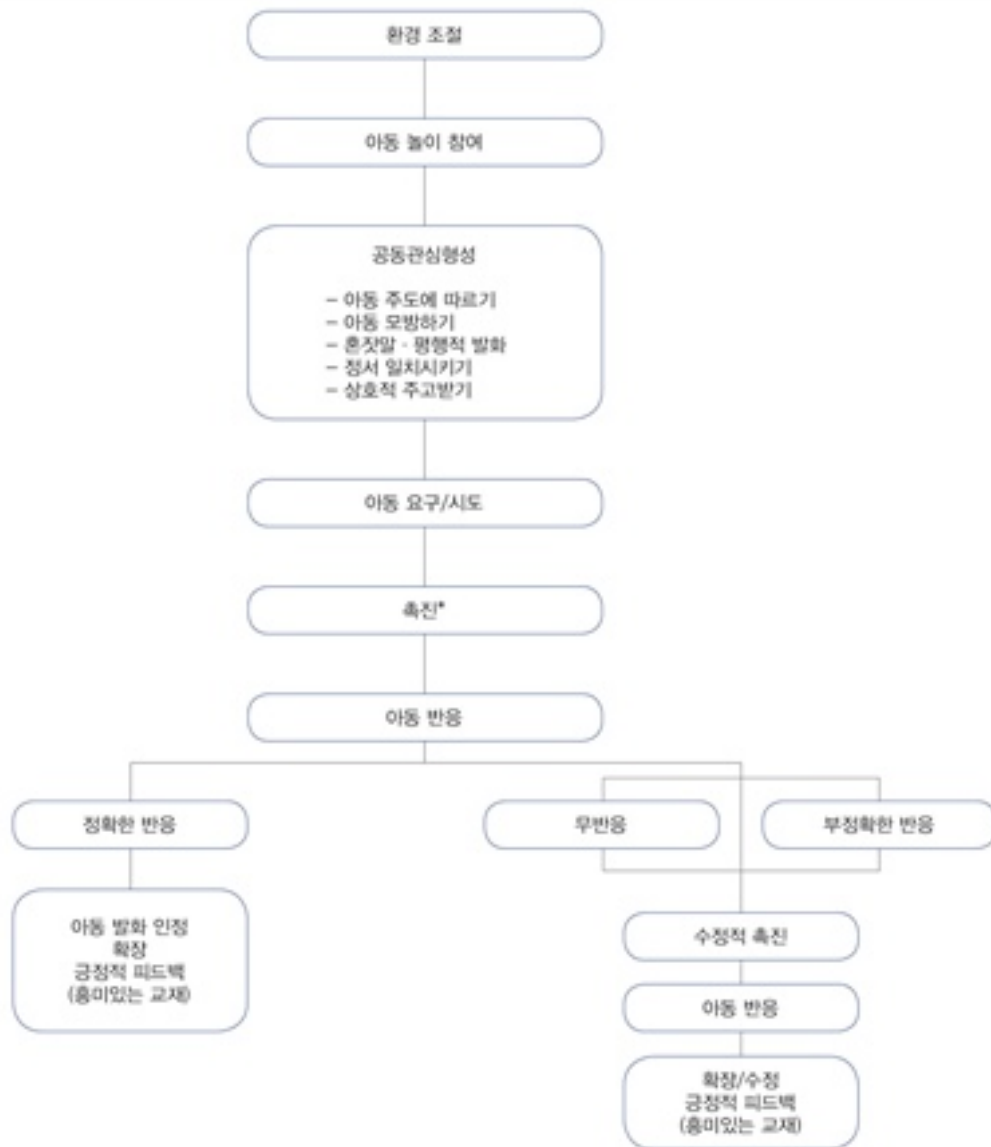 환경 조절
아동 놀이 참여
공동관심형성
– 아동 주도에 따르기
– 아동 모방하기
– 혼잣말 · 평행적 발화
– 정서 일치시키기
– 상호적 주고받기
아동 요구/시도
촉진*
아동 반응
정확한 반응
무반응
부정확한 반응
아동 발화 인정
확장
긍정적 피드백
(흥미있는 교재)
수정적 촉진
아동 반응
확장/수정
긍정적 피드백
(흥미있는 교재)